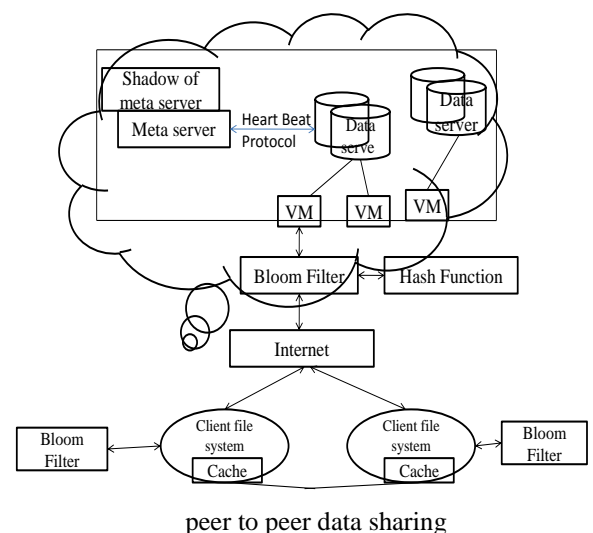 Shadow of
meta server
Meta server
Heart Beat
Protocol
Data
serve
Data
server
VM
VM
VM
Bloom Filter
Hash Function
Internet
Client file
system
Cache
Client file
system
Cache
Bloom
Filter
Bloom
Filter
peer to peer data sharing